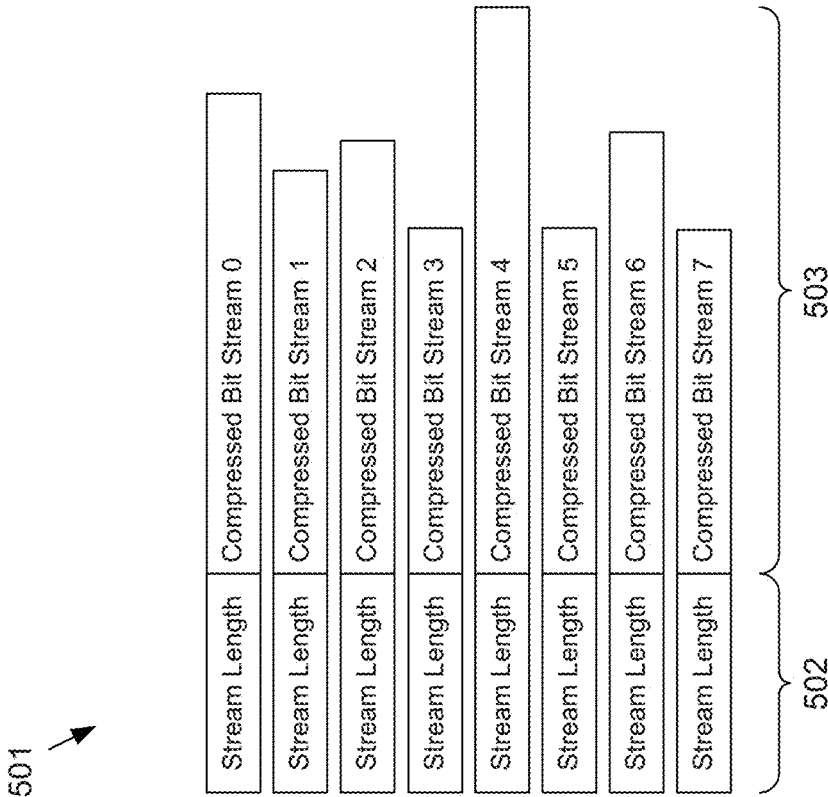 501
Stream Length Compressed Bit Stream 0
Stream Length Compressed Bit Stream 1
Stream Length Compressed Bit Stream 2
Stream Length Compressed Bit Stream 3
Stream Length Compressed Bit Stream 4
Stream Length Compressed Bit Stream 5
Stream Length Compressed Bit Stream 6
Stream Length Compressed Bit Stream 7
502
503